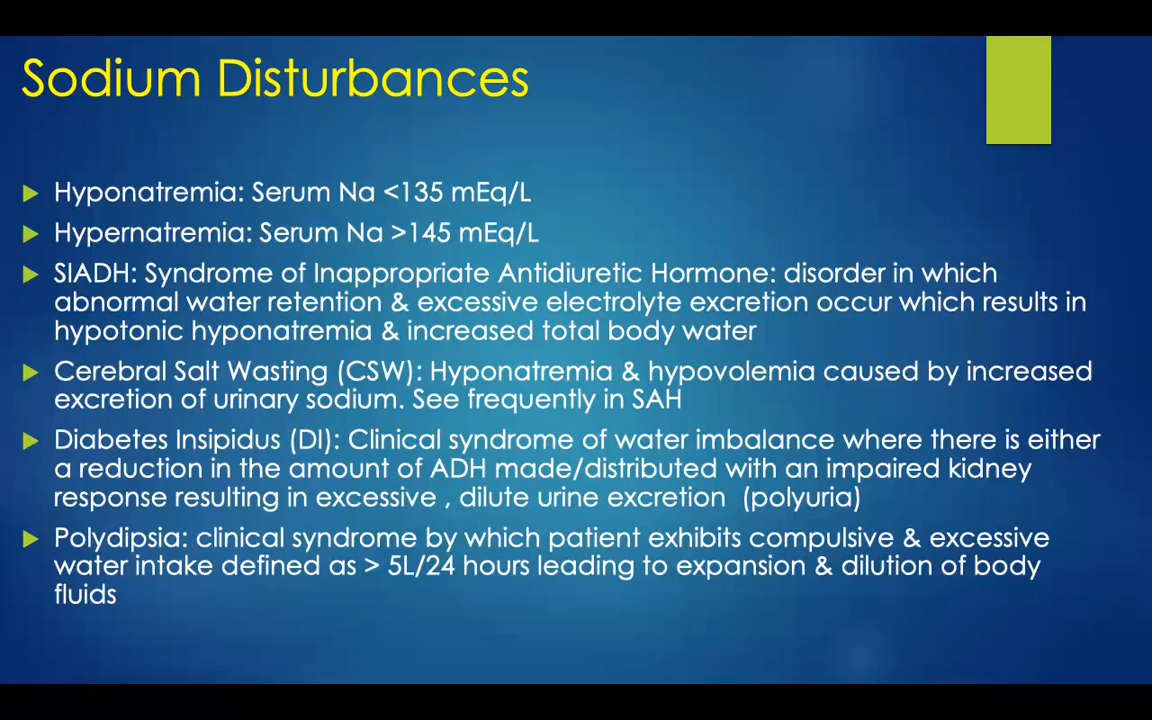 Sodium Disturbances
Hyponatremia: Serum Na <135 mEq/L
Hypernatremia: Serum Na >145 mEq/L
SIADH: Syndrome of Inappropriate Antidiuretic Hormone: disorder in which
abnormal water retention & excessive electrolyte excretion occur which results in
hypotonic hyponatremia & increased total body water
Cerebral Salt Wasting (CSW): Hyponatremia & hypovolemia caused by increased
excretion of urinary sodium. See frequently in SAH
Diabetes Insipidus (DI): Clinical syndrome of water imbalance where there is either
a reduction in the amount of ADH made/distributed with an impaired kidney
response resulting in excessive , dilute urine excretion (polyuria)
Polydipsia: clinical syndrome by which patient exhibits compulsive & excessive
water intake defined as > 5L/24 hours leading to expansion & dilution of body
fluids